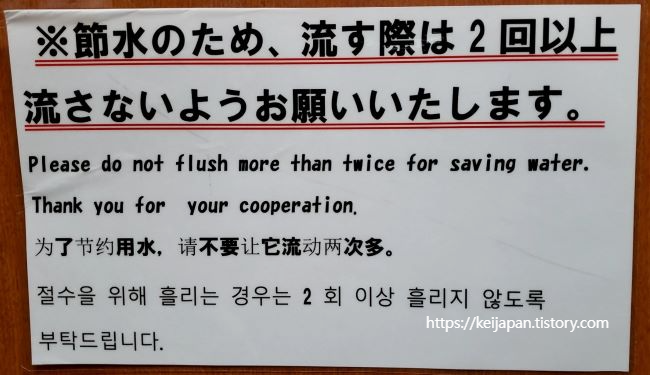 ※節水のため、流す際は2回以上
流さないようお願いいたします。
Please do not flush more than twice for saving water.
Thank you for your cooperation.
为了节约用水, 请不要让它流动两次多。
절수을 위해 흘리는 경우는 2 회 이상 흘리지 않도록
https://keijapan.tistory.com
부탁드립니다.